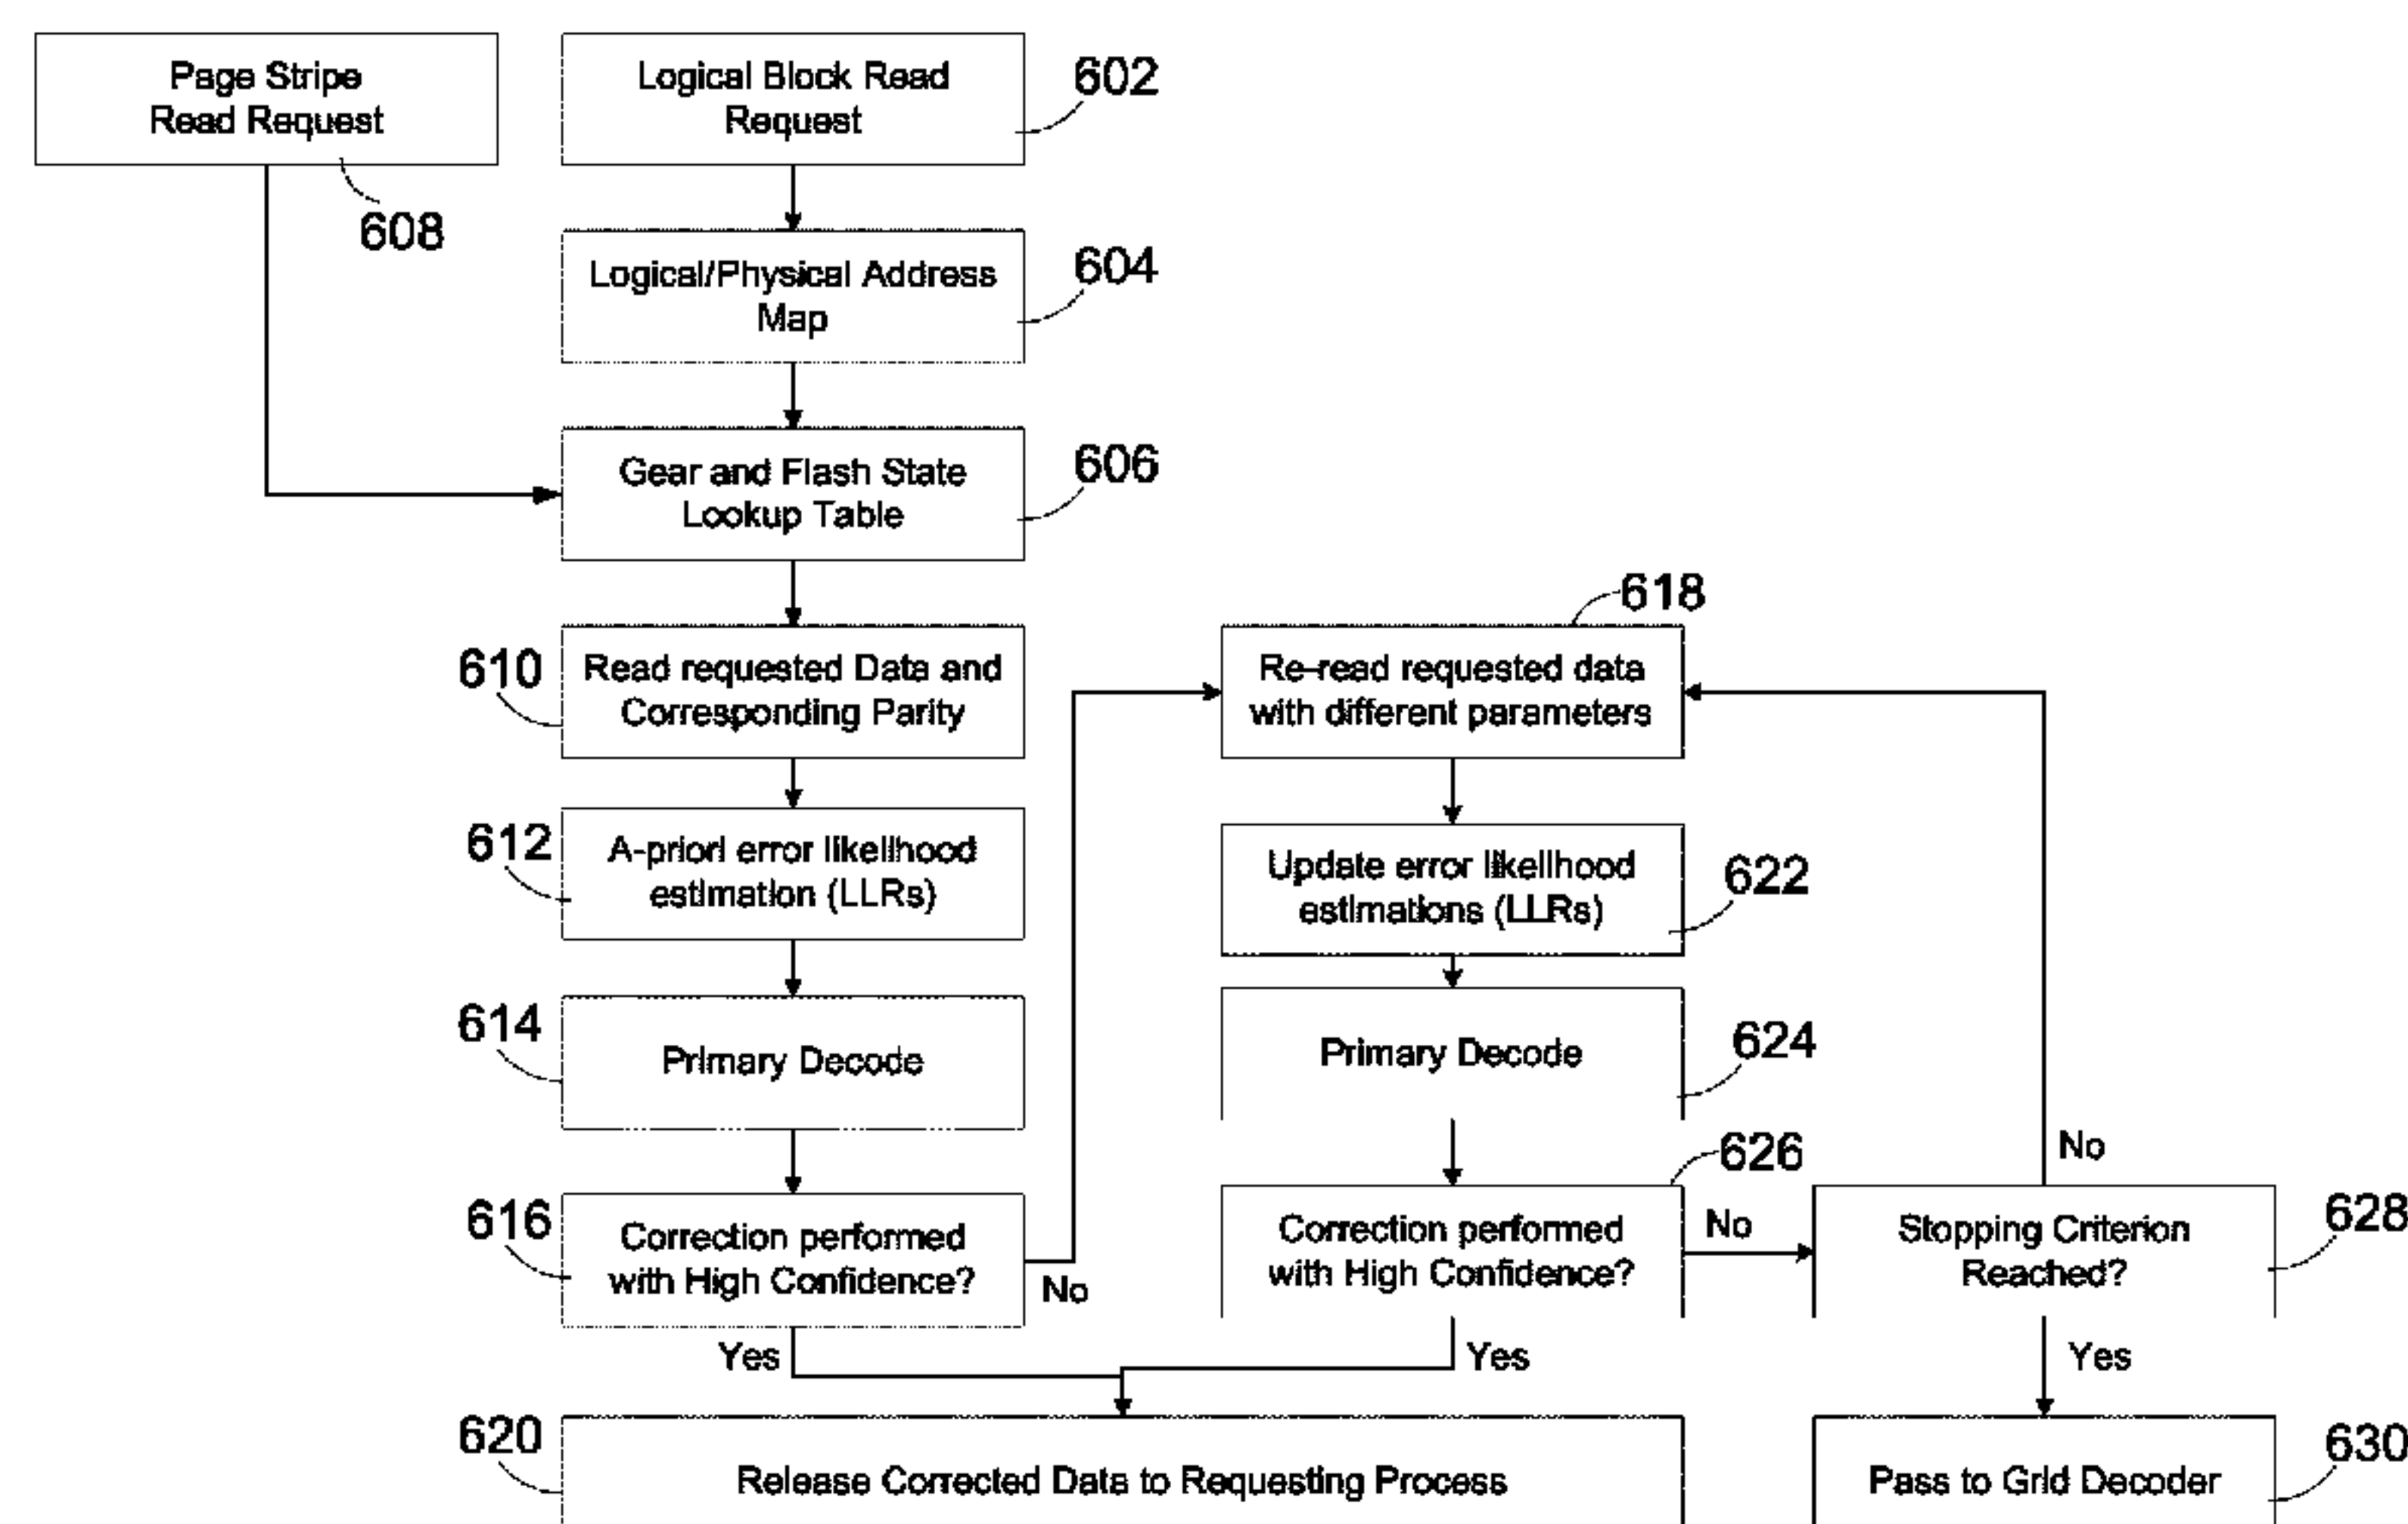 Page Stripe
Read Request
608
Logical Block Read
Request
602
Logical/Physical Address
Map
604
Gear and Flash State
Lookup Table
606
610
Read requested Data and
Corresponding Parity
618
Re-read requested data
with different parameters
612
A-priori error likelihood
estimation (LLRs)
Update error likelihood
estimations (LLRs)
622
614
Primary Decode
Primary Decode
624
616
Correction performed
with High Confidence?
No
Yes
626
Correction performed
with High Confidence?
No
Yes
No
Stopping Criterion
Reached?
628
Yes
620
Release Corrected Data to Requesting Process
Pass to Grid Decoder
630